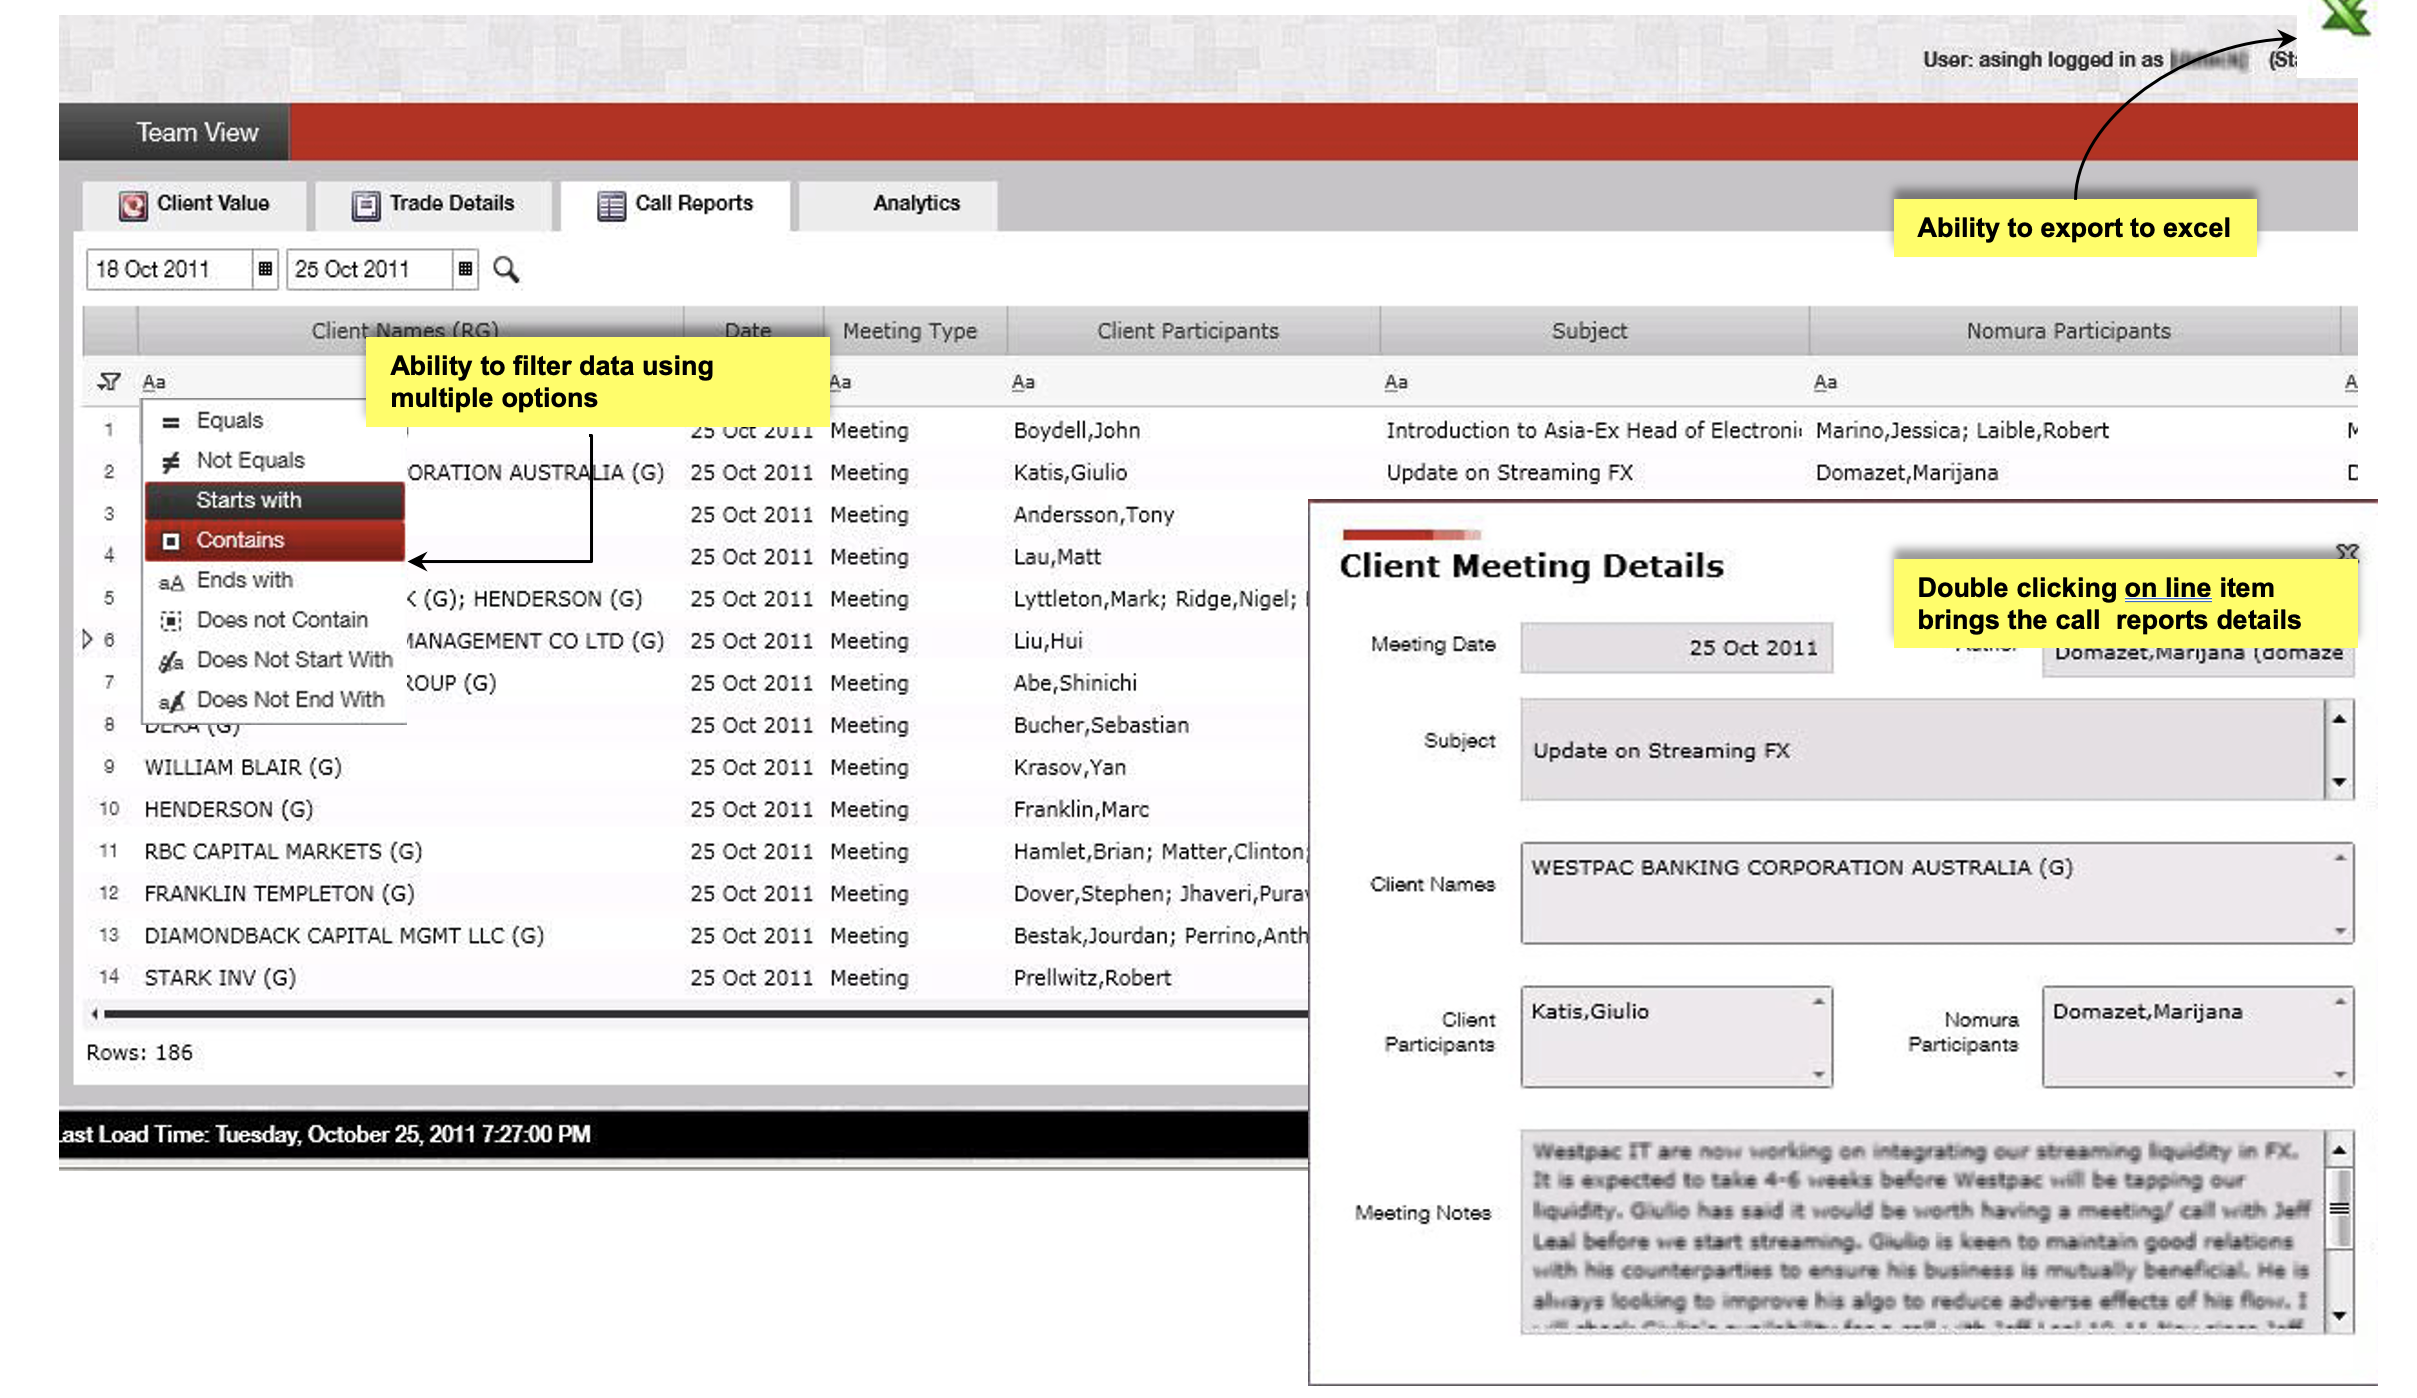 User: asingh logged in as (St
Team View
Client Value Trade Details Call Reports Analytics
Ability to export to excel
18 Oct 2011 25 Oct 2011
Client Names (RG) Date Meeting Type Client Participants Subject Nomura Participants
Ability to filter data using
multiple options
Aa Aa Aa Aa Aa A
Equals
Not Equals
Starts with
Contains
Ends with
Does not Contain
Does Not Start With
Does Not End With
1 25 Oct 2011 Meeting Boydell,John Introduction to Asia-Ex Head of Electroni Marino,Jessica; Laible,Robert
2 ORATION AUSTRALIA (G) 25 Oct 2011 Meeting Katis,Giulio Update on Streaming FX Domazet,Marijana
3 25 Oct 2011 Meeting Andersson,Tony
4 25 Oct 2011 Meeting Lau,Matt
5 K (G); HENDERSON (G) 25 Oct 2011 Meeting Lyttleton,Mark; Ridge,Nigel;
6 MANAGEMENT CO LTD (G) 25 Oct 2011 Meeting Liu,Hui
7 ROUP (G) 25 Oct 2011 Meeting Abe,Shinichi
8 DEKA (G) 25 Oct 2011 Meeting Bucher,Sebastian
9 WILLIAM BLAIR (G) 25 Oct 2011 Meeting Krasov,Yan
10 HENDERSON (G) 25 Oct 2011 Meeting Franklin,Marc
11 RBC CAPITAL MARKETS (G) 25 Oct 2011 Meeting Hamlet,Brian; Matter,Clinton;
12 FRANKLIN TEMPLETON (G) 25 Oct 2011 Meeting Dover,Stephen; Jhaveri,Purav
13 DIAMONDBACK CAPITAL MGMT LLC (G) 25 Oct 2011 Meeting Bestak,Jourdan; Perrino,Anth
14 STARK INV (G) 25 Oct 2011 Meeting Prellwitz,Robert
Rows: 186
Last Load Time: Tuesday, October 25, 2011 7:27:00 PM
Client Meeting Details
Double clicking on line item
brings the call reports details
Meeting Date 25 Oct 2011 Author Domazet,Marijana (domaze
Subject Update on Streaming FX
Client Names WESTPAC BANKING CORPORATION AUSTRALIA (G)
Client
Participants
Katis,Giulio
Nomura
Participants
Domazet,Marijana
Meeting Notes
Westpac IT are now working on integrating our streaming liquidity in FX.
It is expected to take 4-6 weeks before Westpac will be tapping our
liquidity. Giulio has said it would be worth having a meeting/ call with Jeff
Leal before we start streaming. Giulio is keen to maintain good relations
with his counterparties to ensure his business is mutually beneficial. He is
always looking to improve his algo to reduce adverse effects of his flow. I